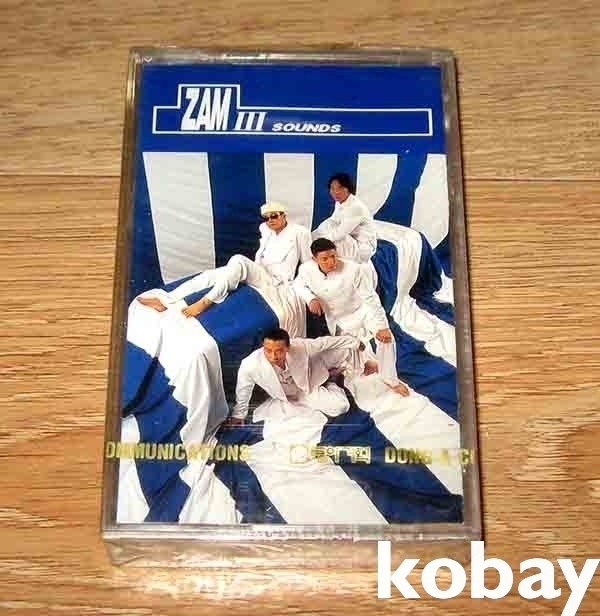 ZAM III SOUNDS
OMMUNICATIONS DONG-A C
kobay